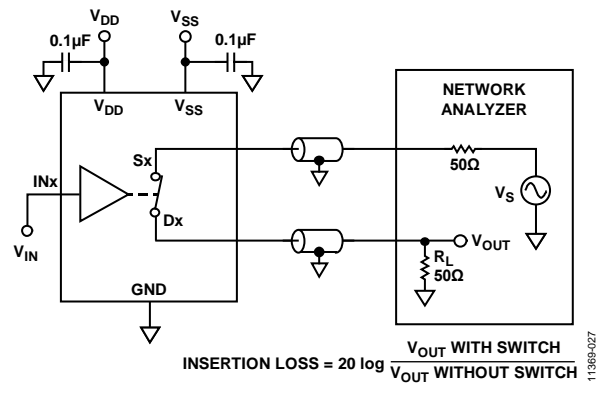 VDD
VSS
0.1µF
0.1µF
VDD
VSS
NETWORK
ANALYZER
Sx
50Ω
INx
VS
Dx
VOUT
VIN
RL
50Ω
GND
INSERTION LOSS = 20 log VOUT WITH SWITCH
VOUT WITHOUT SWITCH
11369-027